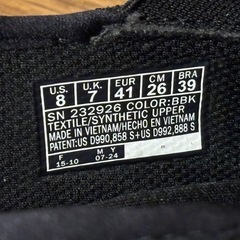 U.S. U.K. EUR CM BRA
8 7 41 26 39
SN 232926 COLOR:BBK
TEXTILE/SYNTHETIC UPPER
MADE IN VIETNAM/HECHO EN VIETNAM
PATENT:US D990,858 S+US D992,888 S
F M Y
15-10 07-24 "